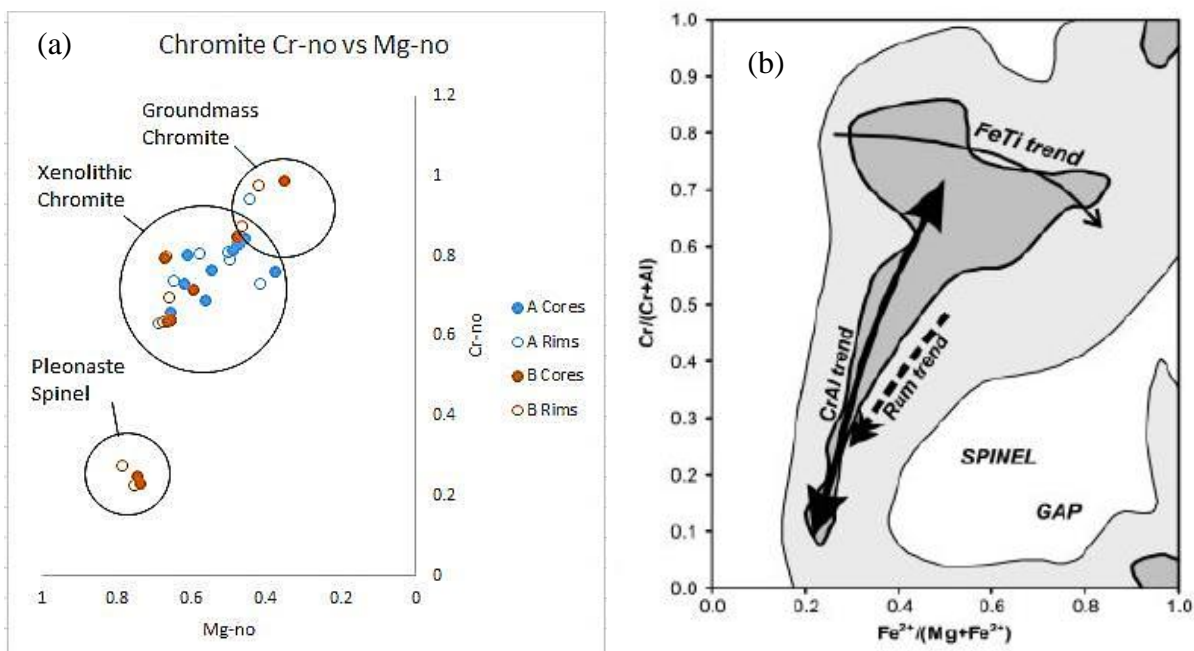 (a)
Chromite Cr-no vs Mg-no
Groundmass
Chromite
Xenolithic
Chromite
Pleonaste
Spinel
1.2
1
0.8
0.6
0.4
0.2
0
Cr-no
A Cores
A Rims
B Cores
B Rims
1
0.8
0.6
0.4
0.2
0
Mg-no
(b)
1.0
0.9
0.8
0.7
0.6
0.5
0.4
0.3
0.2
0.1
0.0
Cr/(Cr+Al)
FeTi trend
CrAl trend
Rum trend
SPINEL
GAP
0.0
0.2
0.4
0.6
0.8
1.0
Fe²⁺/(Mg+Fe²⁺)